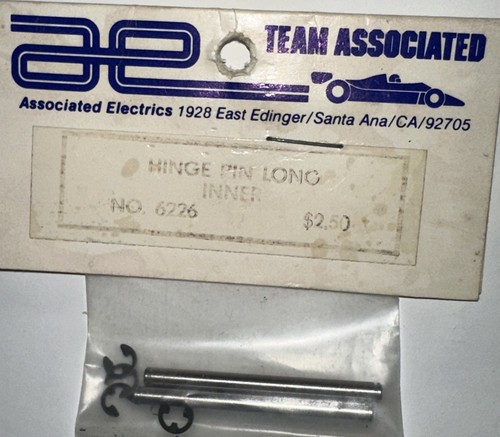 ae
TEAM ASSOCIATED
Associated Electrics 1928 East Edinger/Santa Ana/CA/92705
HINGE PIN LONG
INNER
NO. 6226 $2.50